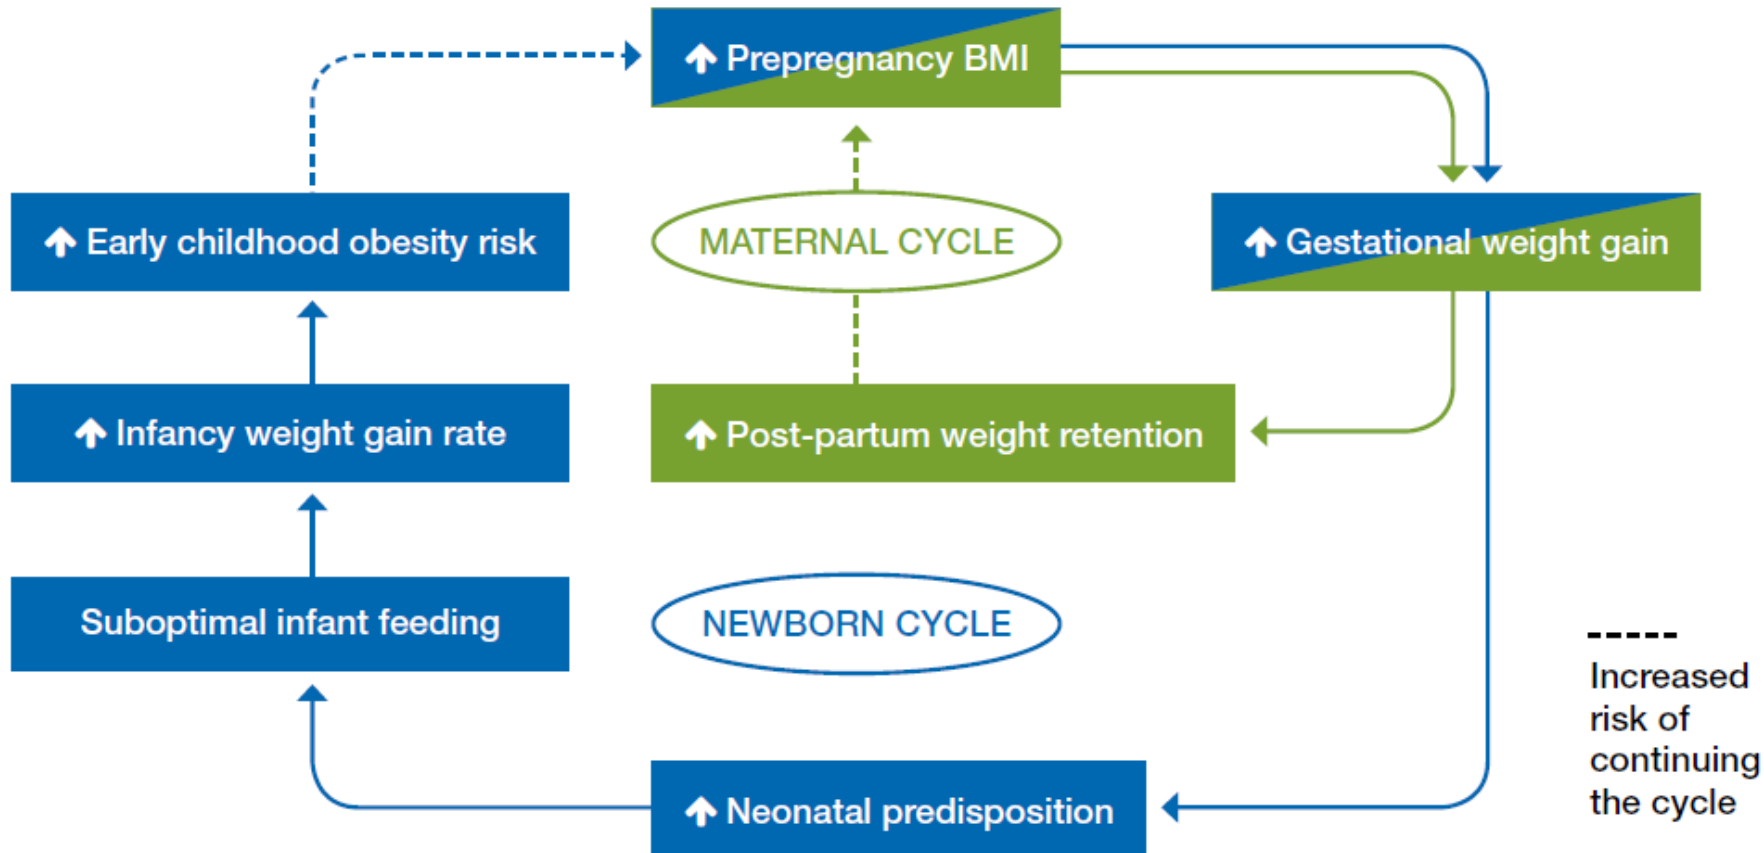 ↑ Prepregnancy BMI
↑ Early childhood obesity risk
MATERNAL CYCLE
↑ Gestational weight gain
↑ Infancy weight gain rate
↑ Post-partum weight retention
Suboptimal infant feeding
NEWBORN CYCLE
↑ Neonatal predisposition
Increased
risk of
continuing
the cycle